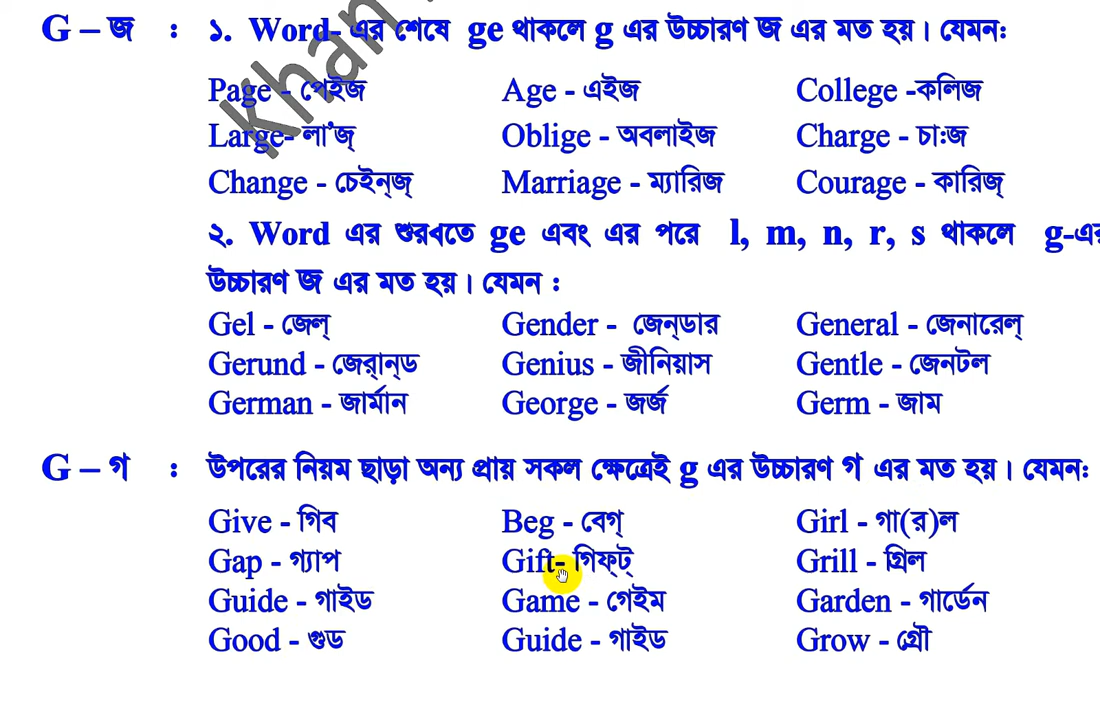 G – জ : ১. Word- এর শেষে ge থাকলে g এর উচ্চারণ জ এর মত হয়। যেমনঃ
Page - পেইজ Age - এইজ College -কলিজ
Large- লা'জ্ Oblige - অবলাইজ Charge - চাঃজ
Change - চেইন্জ্ Marriage - ম্যারিজ Courage - কারিজ্
২. Word এর শুরধতে ge এবং এর পরে l, m, n, r, s থাকলে g-এর
উচ্চারণ জ এর মত হয়। যেমন :
Gel - জেল্ Gender - জেন্ডার General - জেনারেল্
Gerund - জের্‌ান্ড Genius - জীনিয়াস Gentle - জেনটল
German - জার্মান George - জর্জ Germ - জাম
G – গ : উপরের নিয়ম ছাড়া অন্য প্রায় সকল ক্ষেত্রেই g এর উচ্চারণ গ এর মত হয়। যেমনঃ
Give - গিব Beg - বেগ্ Girl - গা(র)ল
Gap - গ্যাপ Gift- গিফ্ট্ Grill - গ্রিল
Guide - গাইড Game - গেইম Garden - গার্ডেন
Good - গুড Guide - গাইড Grow - গ্রৌ
Khan